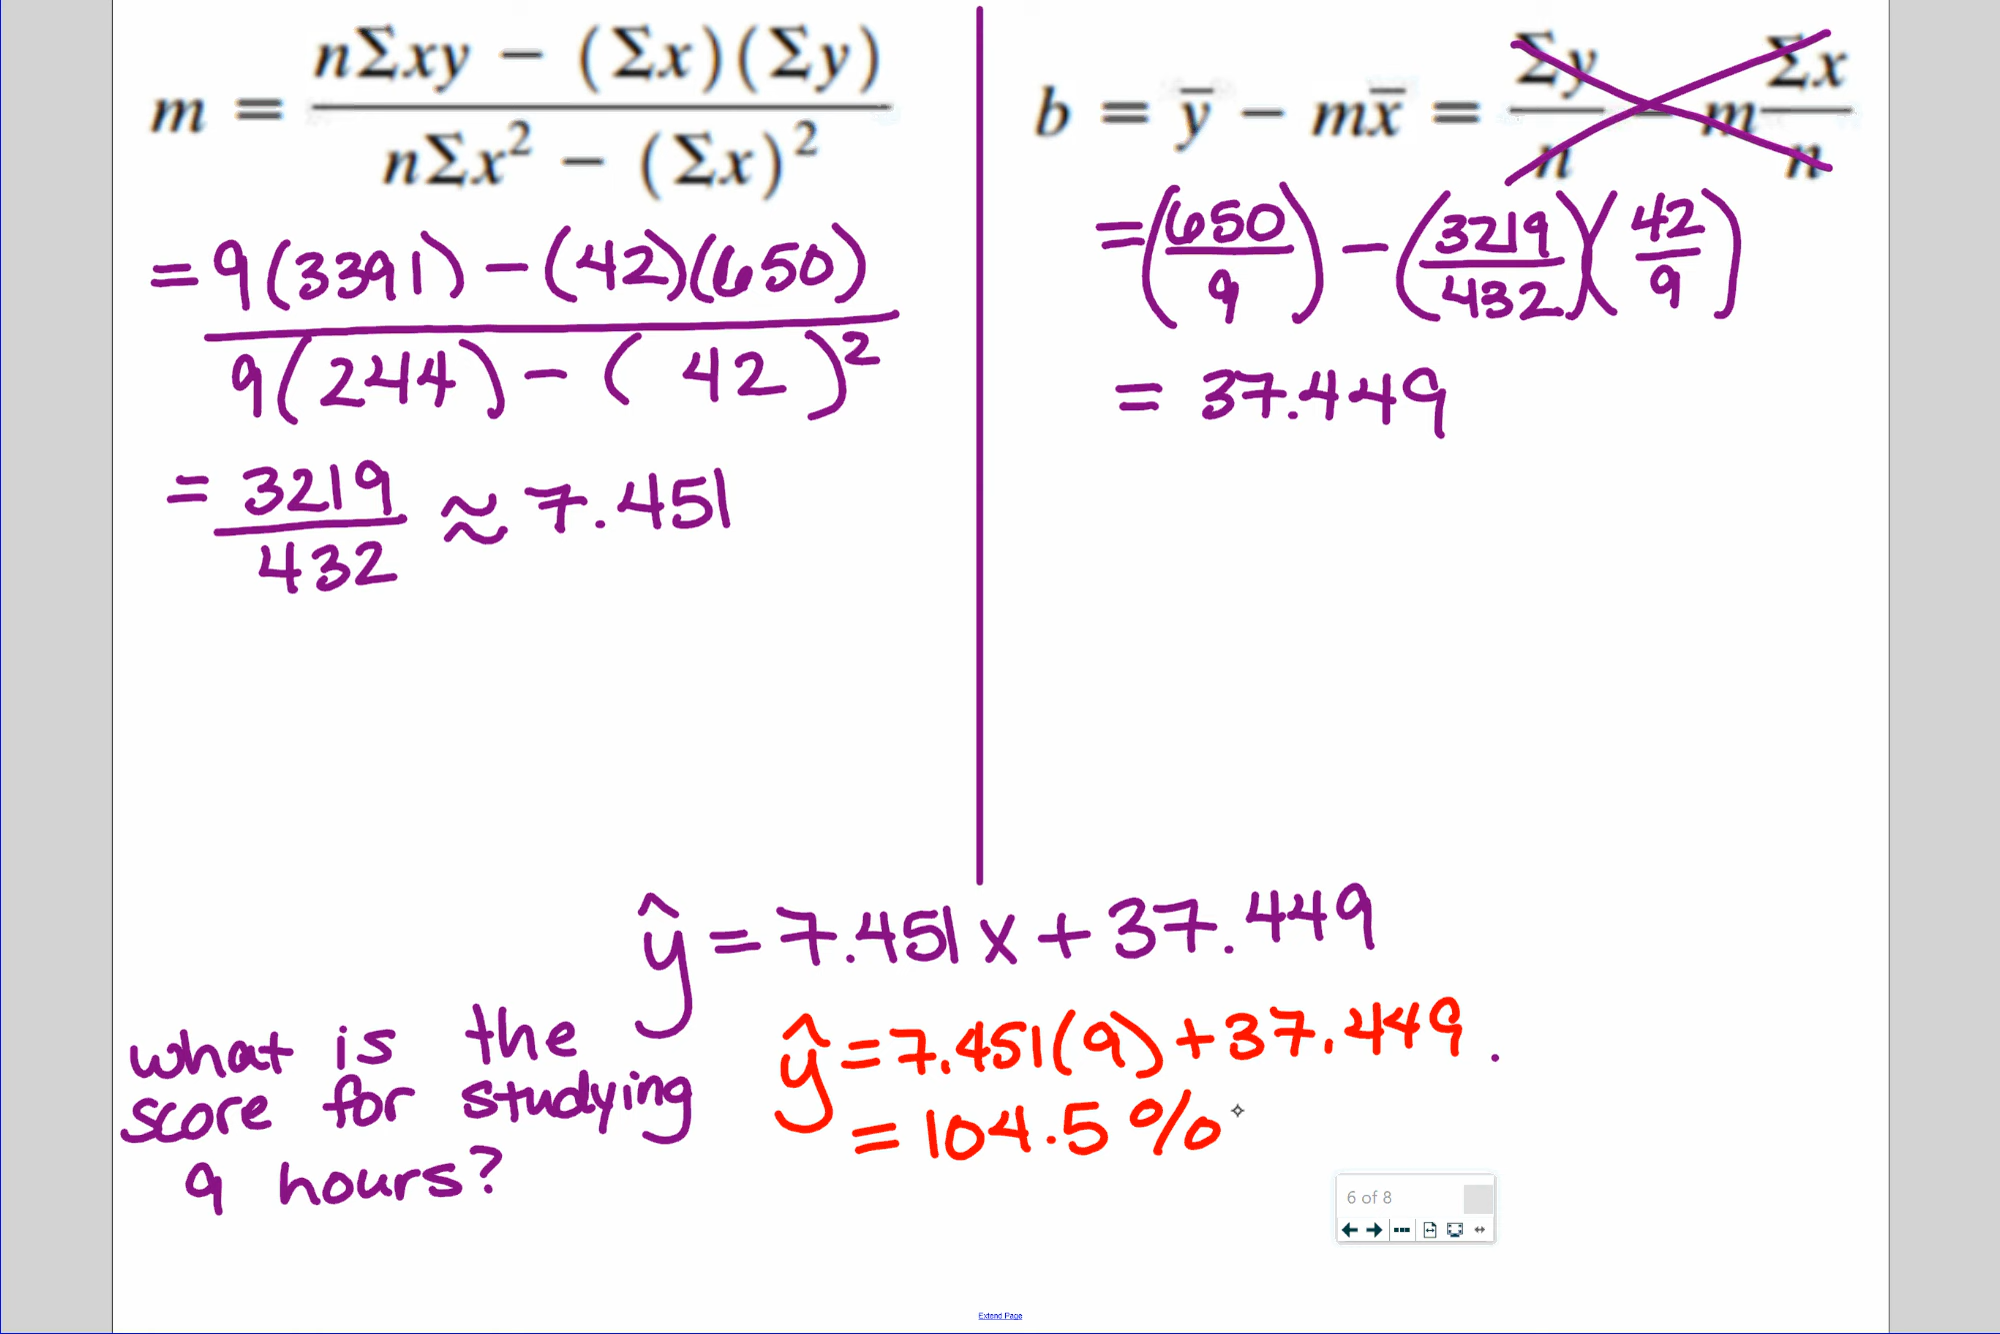 m = nΣxy − (Σx)(Σy) / nΣx² − (Σx)²
= 9(3391) − (42)(650) / 9(244) − ( 42 )²
= 3219 / 432 ≈ 7.451
b = ȳ − mx̄ = Σy / n − m Σx / n
= (650 / 9) − (3219 / 432)(42 / 9)
= 37.449
ŷ = 7.451x + 37.449
what is the
score for studying
9 hours?
ŷ = 7.451(9) + 37.449 .
= 104.5 %
6 of 8
Extend Page